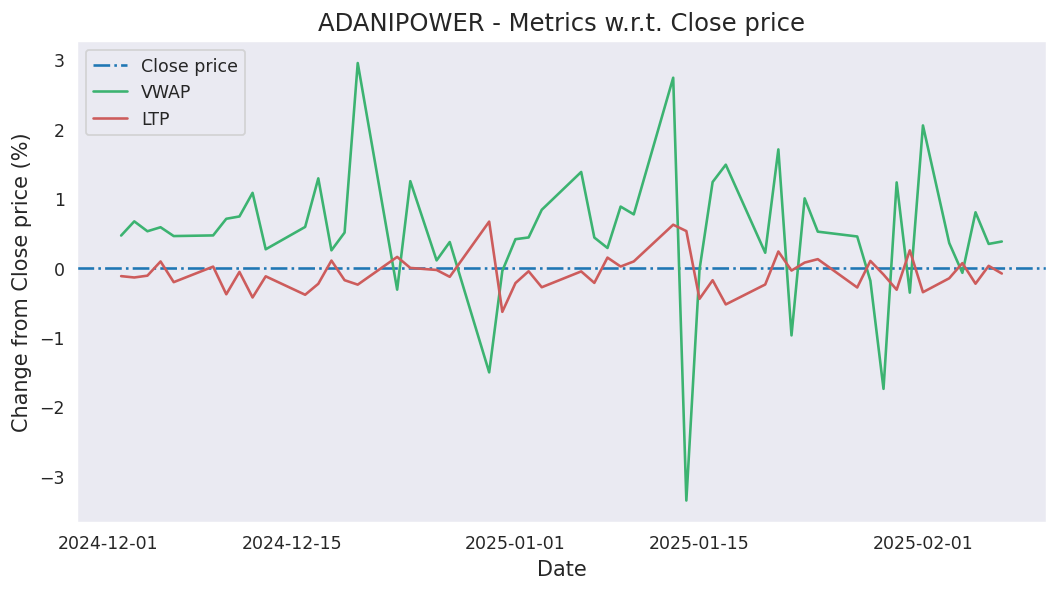 ADANIPOWER - Metrics w.r.t. Close price
Close price
VWAP
LTP
Change from Close price (%)
3
2
1
0
−1
−2
−3
2024-12-01
2024-12-15
2025-01-01
2025-01-15
2025-02-01
Date